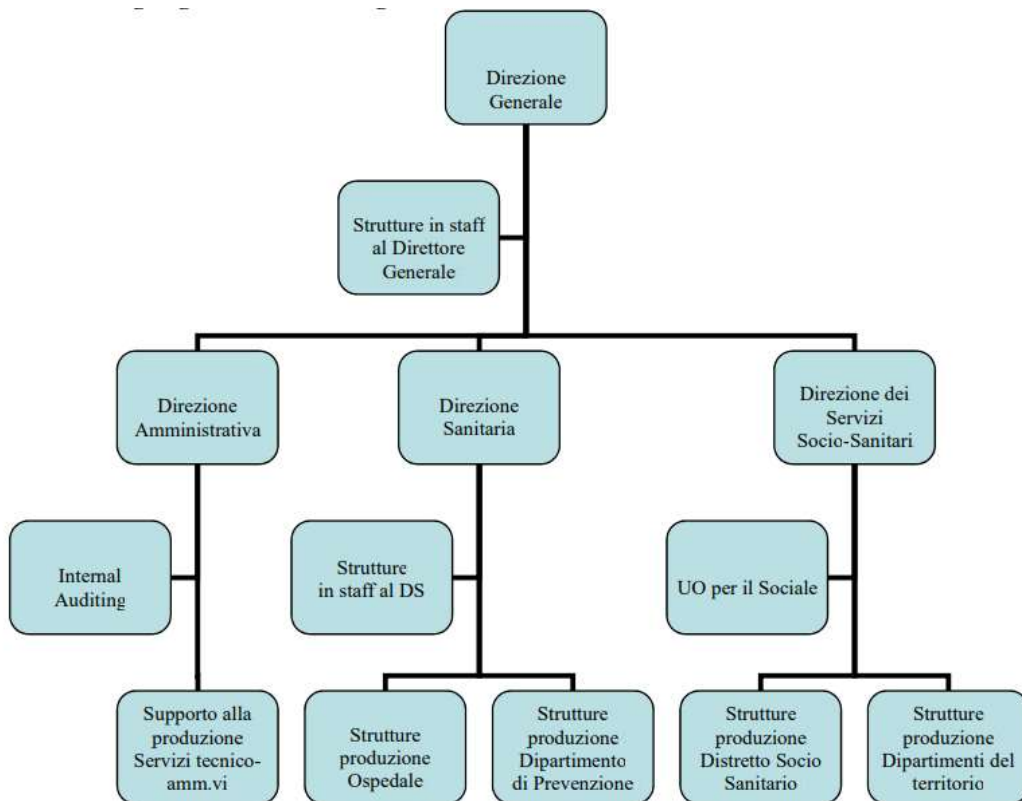 Direzione
Generale
Strutture in staff
al Direttore
Generale
Direzione
Amministrativa
Direzione
Sanitaria
Direzione dei
Servizi
Socio-Sanitari
Internal
Auditing
Strutture
in staff al DS
UO per il Sociale
Supporto alla
produzione
Servizi tecnico-
amm.vi
Strutture
produzione
Ospedale
Strutture
produzione
Dipartimento
di Prevenzione
Strutture
produzione
Distretto Socio
Sanitario
Strutture
produzione
Dipartimenti del
territorio